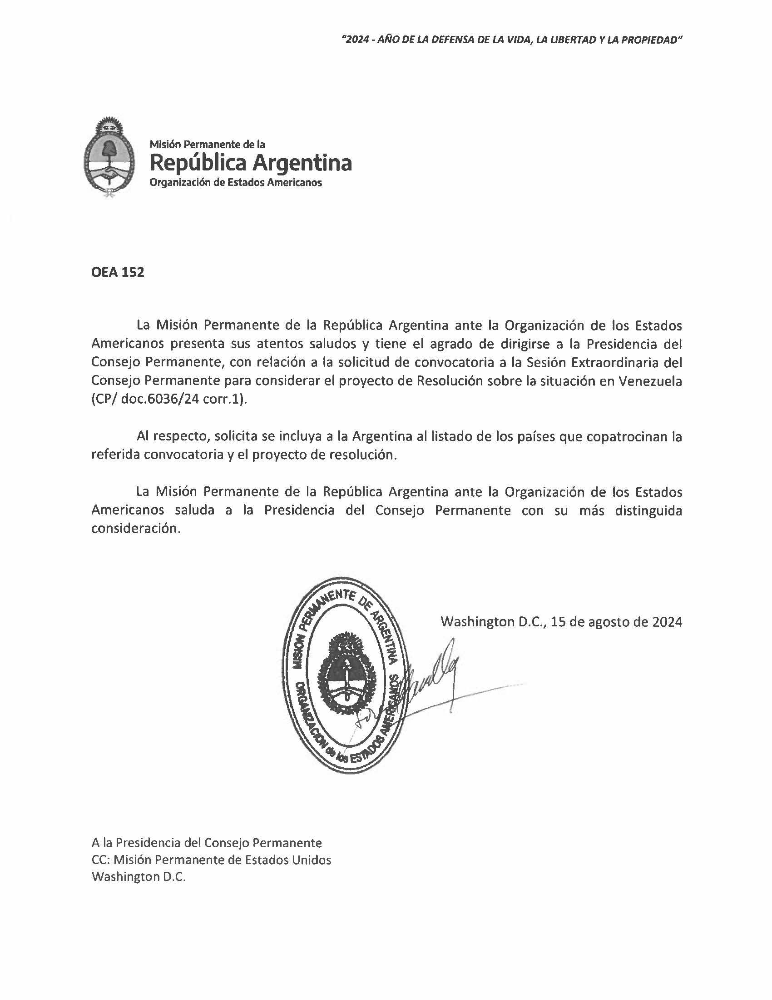 "2024 - AÑO DE LA DEFENSA DE LA VIDA, LA LIBERTAD Y LA PROPIEDAD"
Misión Permanente de la
República Argentina
Organización de Estados Americanos
OEA 152
La Misión Permanente de la República Argentina ante la Organización de los Estados
Americanos presenta sus atentos saludos y tiene el agrado de dirigirse a la Presidencia del
Consejo Permanente, con relación a la solicitud de convocatoria a la Sesión Extraordinaria del
Consejo Permanente para considerar el proyecto de Resolución sobre la situación en Venezuela
(CP/ doc.6036/24 corr.1).
Al respecto, solicita se incluya a la Argentina al listado de los países que copatrocinan la
referida convocatoria y el proyecto de resolución.
La Misión Permanente de la República Argentina ante la Organización de los Estados
Americanos saluda a la Presidencia del Consejo Permanente con su más distinguida
consideración.
Washington D.C., 15 de agosto de 2024
MISION PERMANENTE DE ARGENTINA
ORGANIZACION de los ESTADOS AMERICANOS
A la Presidencia del Consejo Permanente
CC: Misión Permanente de Estados Unidos
Washington D.C.